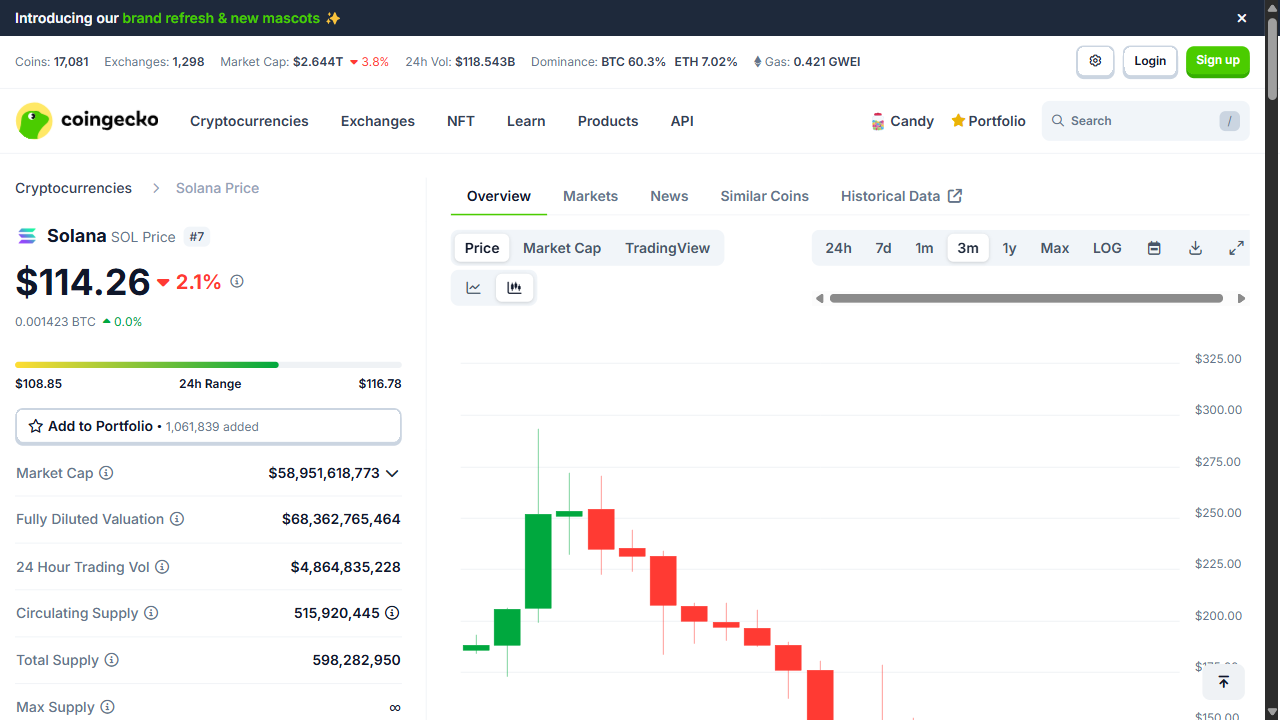 Introducing our brand refresh & new mascots ✨
Coins: 17,081 Exchanges: 1,298 Market Cap: $2.644T 3.8% 24h Vol: $118.543B Dominance: BTC 60.3% ETH 7.02% Gas: 0.421 GWEI
Login
Sign up
coingecko
Cryptocurrencies Exchanges NFT Learn Products API
Candy Portfolio
Search /
Cryptocurrencies
Solana Price
Solana SOL Price #7
$114.26 2.1%
0.001423 BTC 0.0%
$108.85 24h Range $116.78
Add to Portfolio • 1,061,839 added
Market Cap $58,951,618,773
Fully Diluted Valuation $68,362,765,464
24 Hour Trading Vol $4,864,835,228
Circulating Supply 515,920,445
Total Supply 598,282,950
Max Supply ∞
Overview Markets News Similar Coins Historical Data
Price Market Cap TradingView
24h 7d 1m 3m 1y Max LOG
$325.00
$300.00
$275.00
$250.00
$225.00
$200.00
$150.00